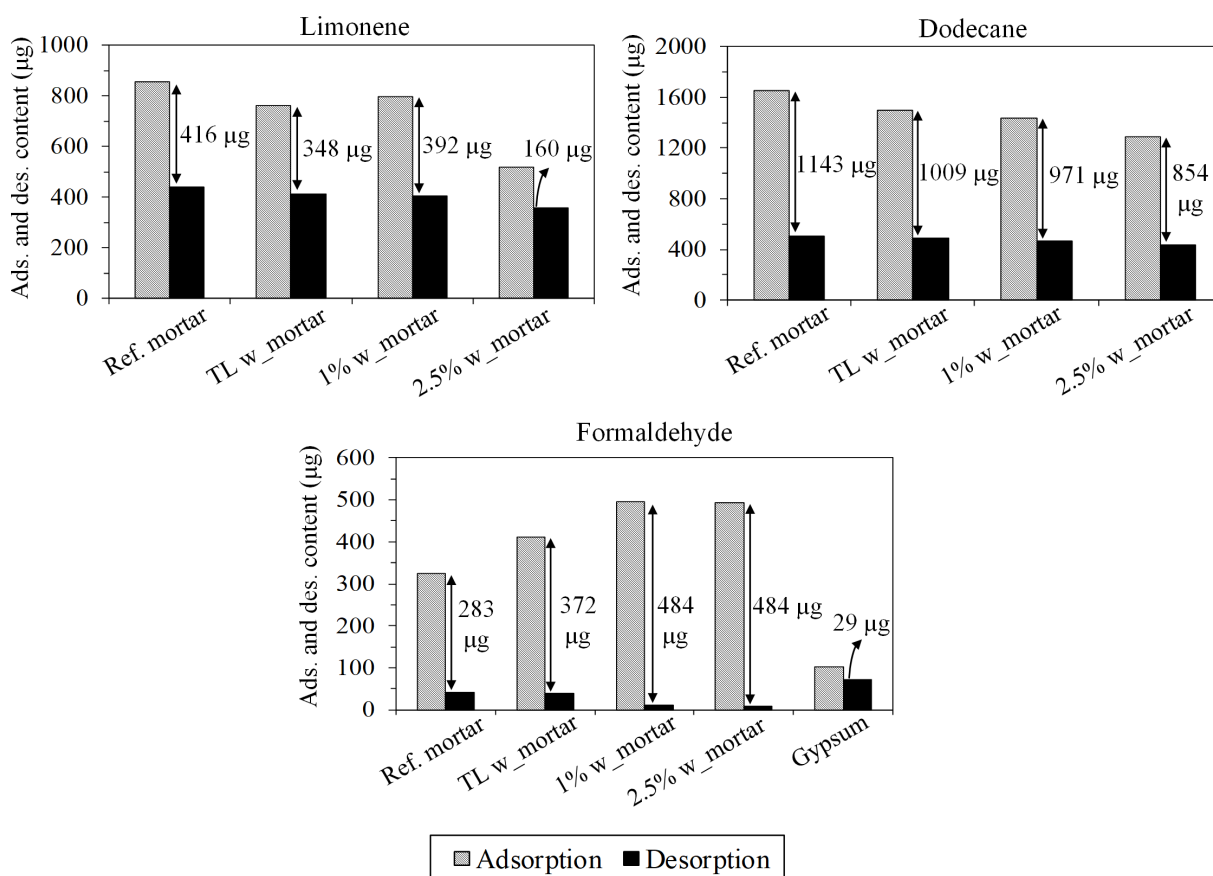 Limonene
Ads. and des. content (µg)
1000
800
600
400
200
0
416 µg
348 µg
392 µg
160 µg
Ref. mortar
TL w_mortar
1% w_mortar
2.5% w_mortar
Dodecane
Ads. and des. content (µg)
2000
1600
1200
800
400
0
1143 µg
1009 µg
971 µg
854
µg
Ref. mortar
TL w_mortar
1% w_mortar
2.5% w_mortar
Formaldehyde
Ads. and des. content (µg)
600
500
400
300
200
100
0
283
µg
372
µg
484
µg
484 µg
29 µg
Ref. mortar
TL w_mortar
1% w_mortar
2.5% w_mortar
Gypsum
Adsorption Desorption